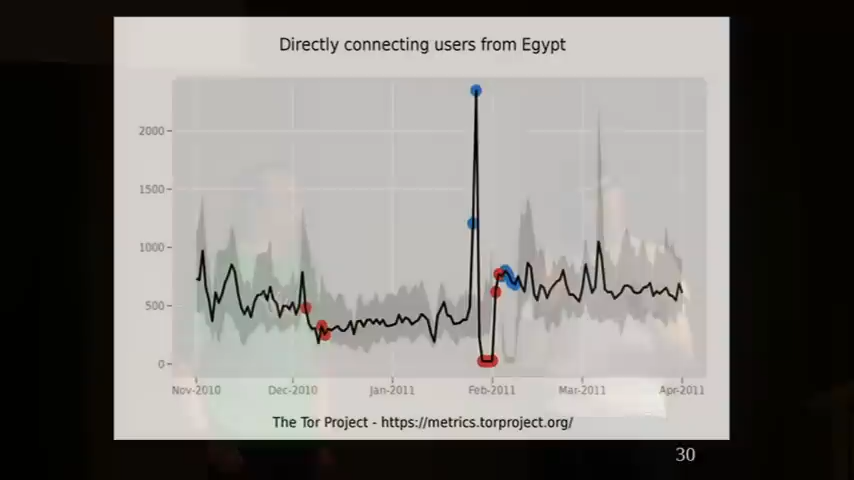 Directly connecting users from Egypt
2000
1500
1000
500
0
Nov-2010 Dec-2010 Jan-2011 Feb-2011 Mar-2011 Apr-2011
The Tor Project - https://metrics.torproject.org/
30